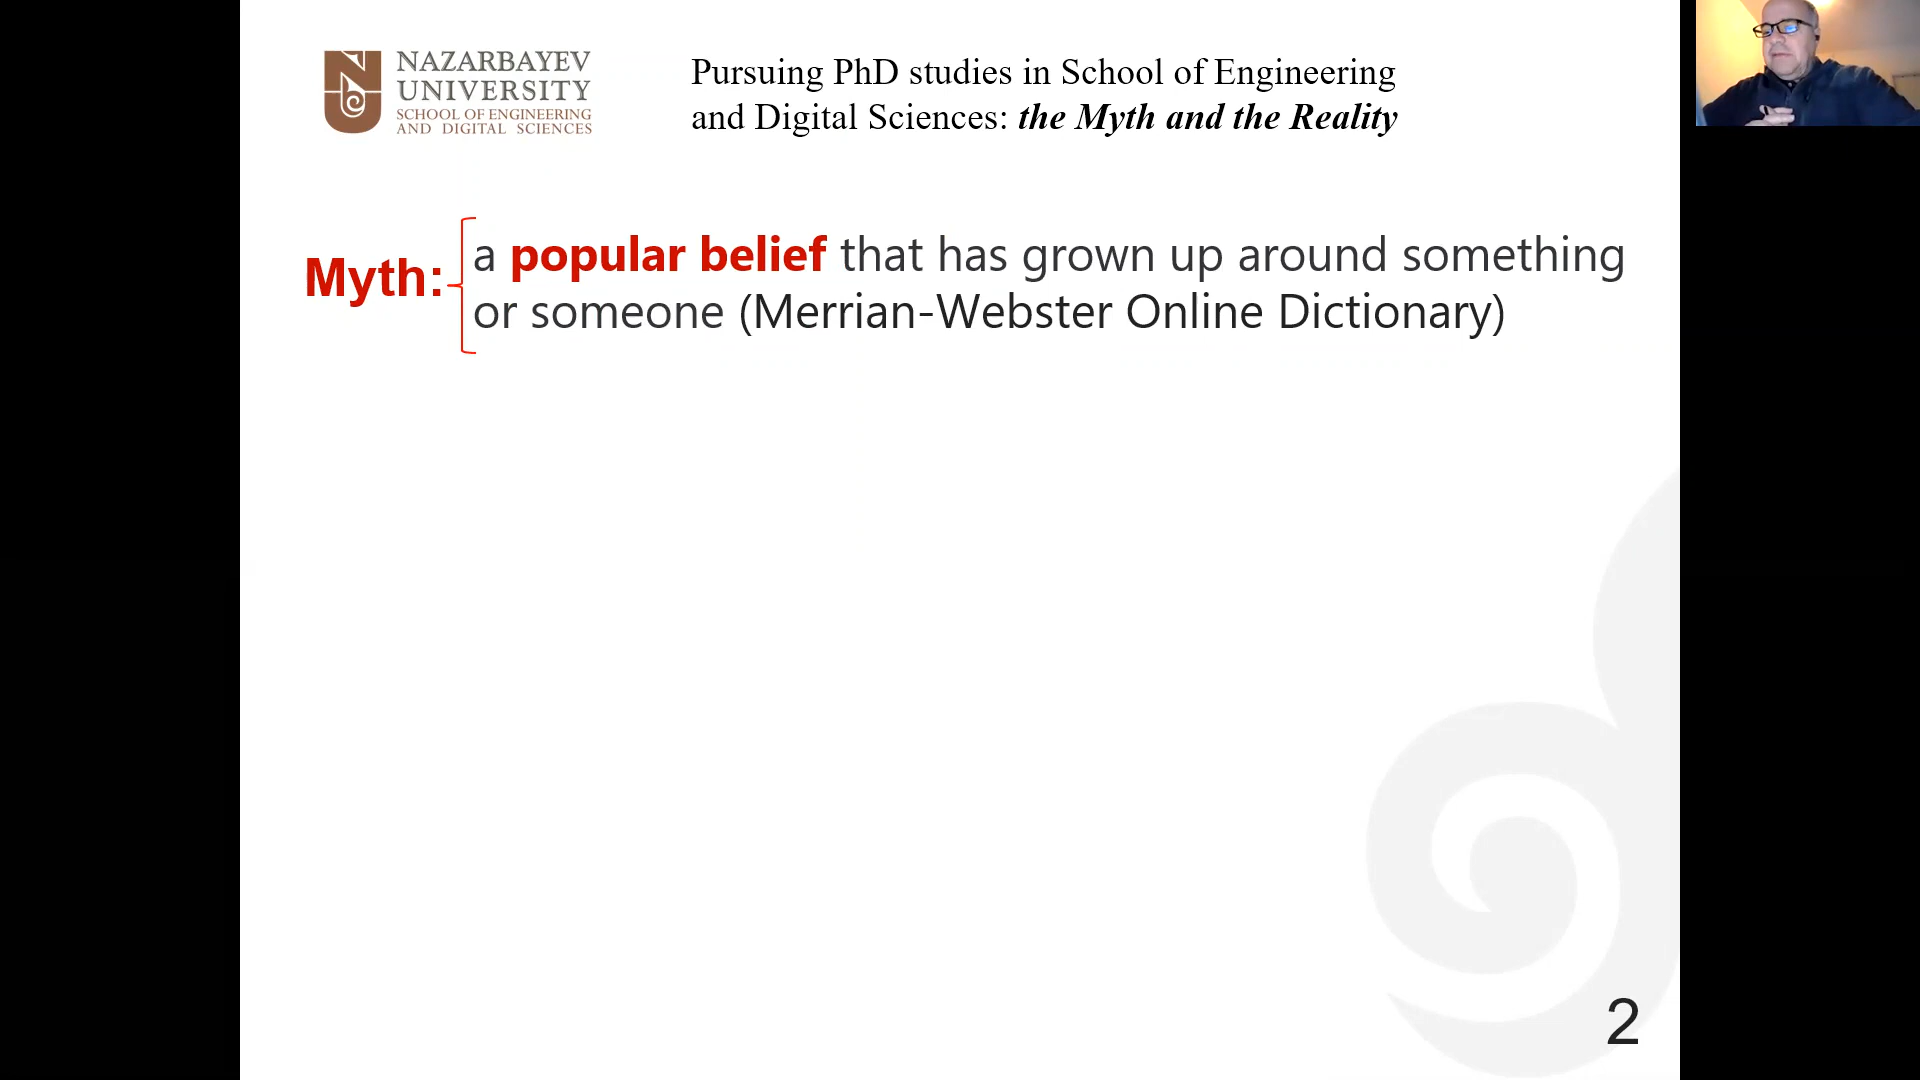 NAZARBAYEV
UNIVERSITY
SCHOOL OF ENGINEERING
AND DIGITAL SCIENCES
Pursuing PhD studies in School of Engineering
and Digital Sciences: the Myth and the Reality
Myth:
a popular belief that has grown up around something
or someone (Merrian-Webster Online Dictionary)
2